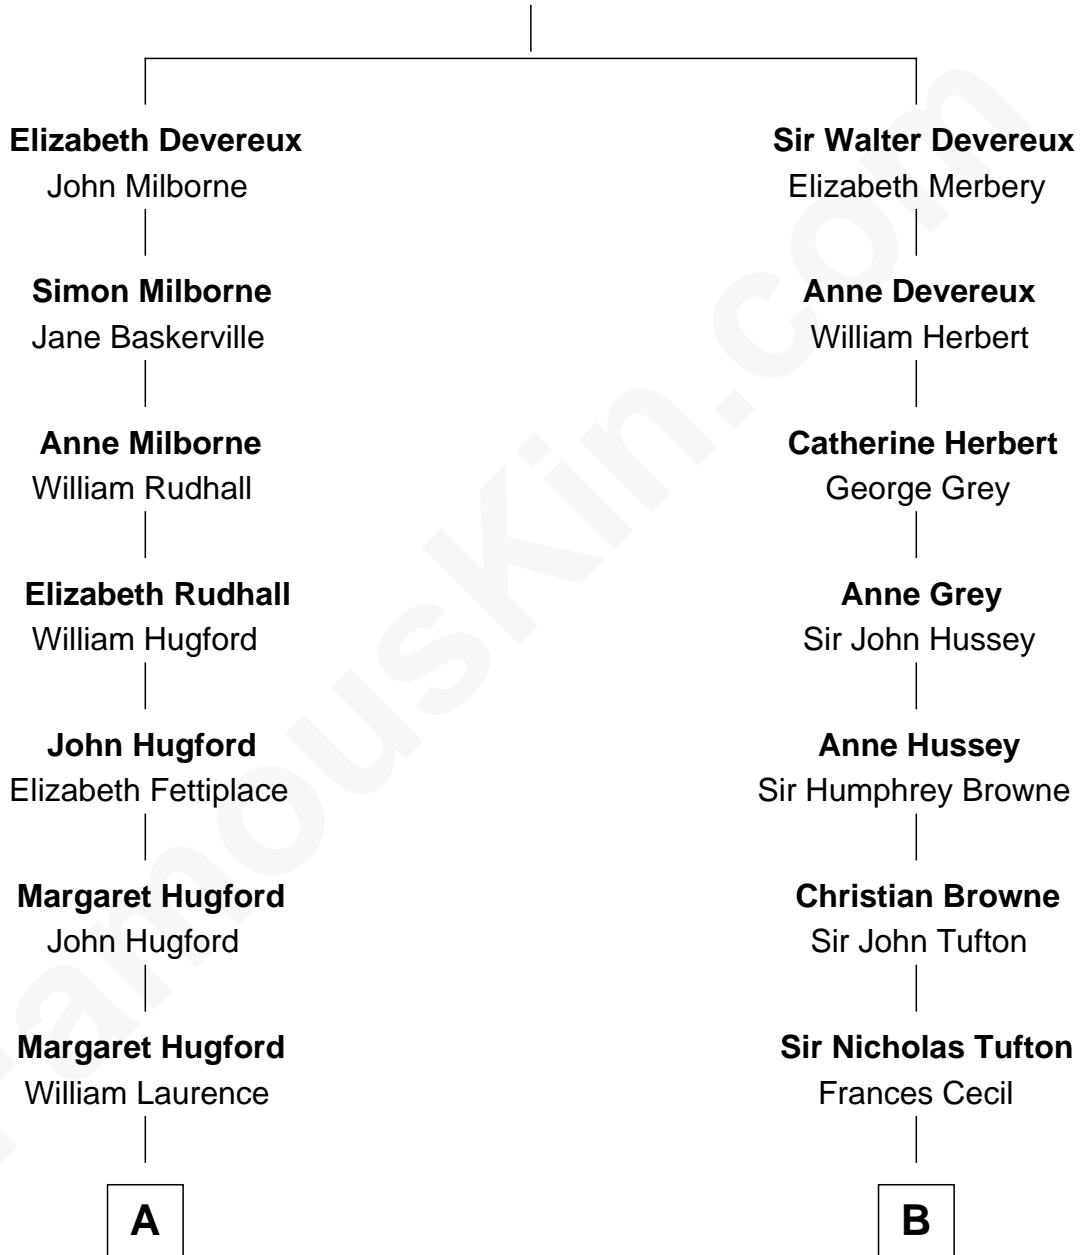 Elizabeth Devereux
John Milborne
Simon Milborne
Jane Baskerville
Anne Milborne
William Rudhall
Elizabeth Rudhall
William Hugford
John Hugford
Elizabeth Fettiplace
Margaret Hugford
John Hugford
Margaret Hugford
William Laurence
A
Sir Walter Devereux
Elizabeth Merbery
Anne Devereux
William Herbert
Catherine Herbert
George Grey
Anne Grey
Sir John Hussey
Anne Hussey
Sir Humphrey Browne
Christian Browne
Sir John Tufton
Sir Nicholas Tufton
Frances Cecil
B
FamousKin.com